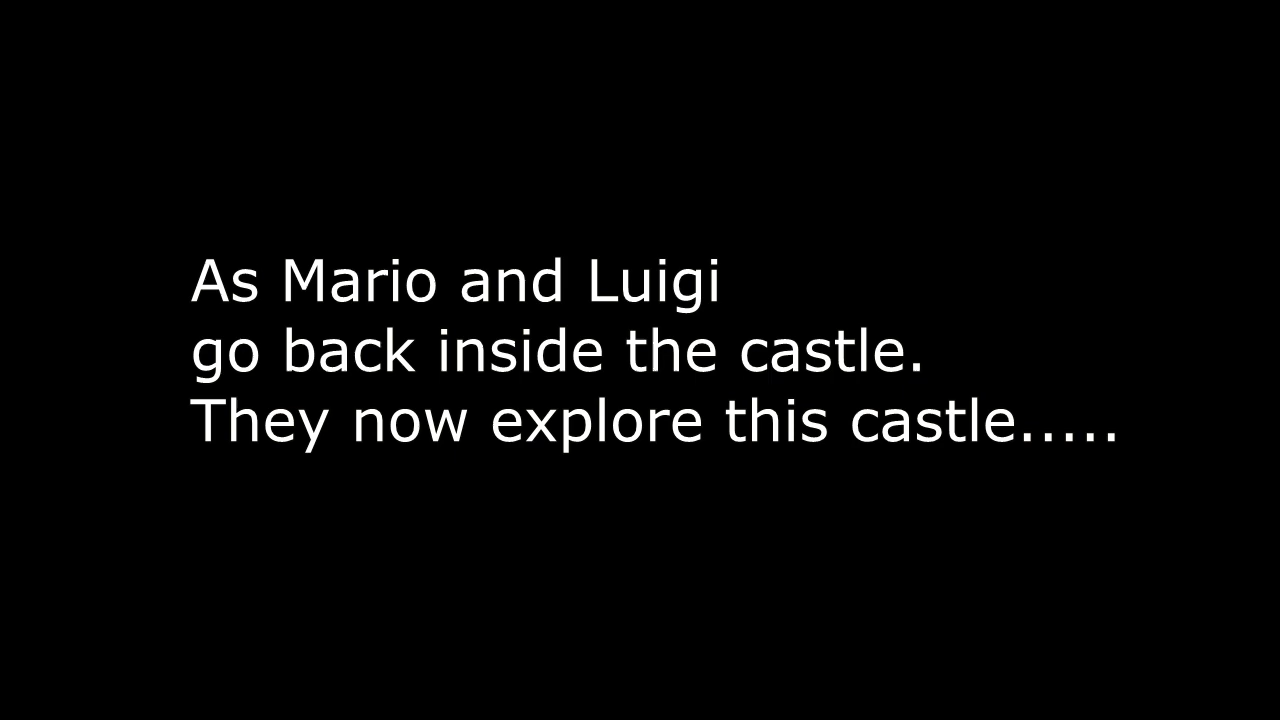 As Mario and Luigi
go back inside the castle.
They now explore this castle.....